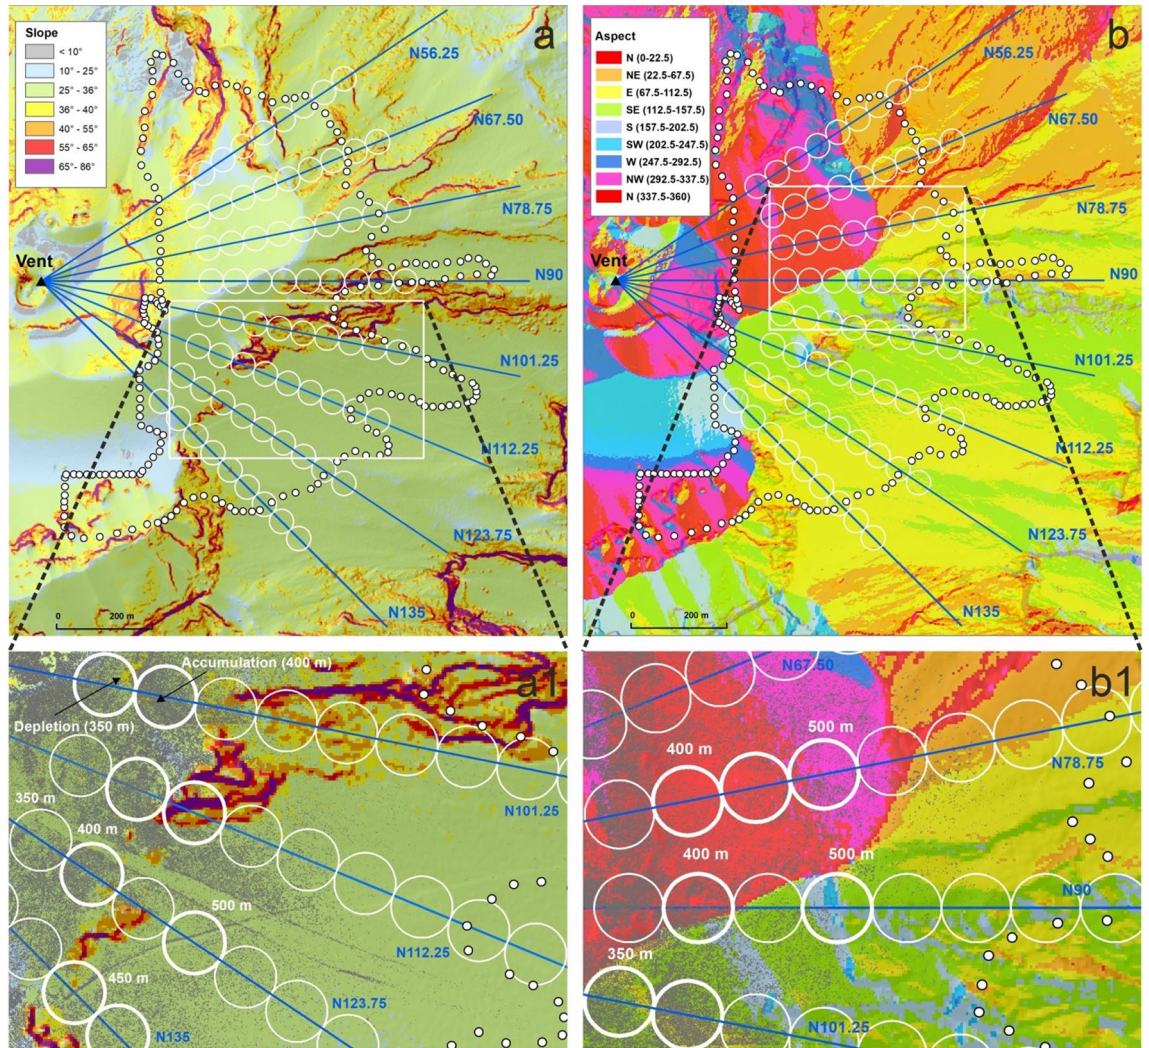 a
Slope
< 10°
10° - 25°
25° - 36°
36° - 40°
40° - 55°
55° - 65°
65°- 86°
N56.25
N67.50
N78.75
Vent
N90
N101.25
N112.25
N123.75
N135
0 200 m
b
Aspect
N (0-22.5)
NE (22.5-67.5)
E (67.5-112.5)
SE (112.5-157.5)
S (157.5-202.5)
SW (202.5-247.5)
W (247.5-292.5)
NW (292.5-337.5)
N (337.5-360)
N56.25
N67.50
N78.75
Vent
N90
N101.25
N112.25
N123.75
N135
0 200 m
a1
Accumulation (400 m)
Depletion (350 m)
350 m
400 m
N101.25
500 m
N112.25
450 m
N123.75
N135
b1
N67.50
500 m
400 m
N78.75
400 m
500 m
N90
350 m
N101.25